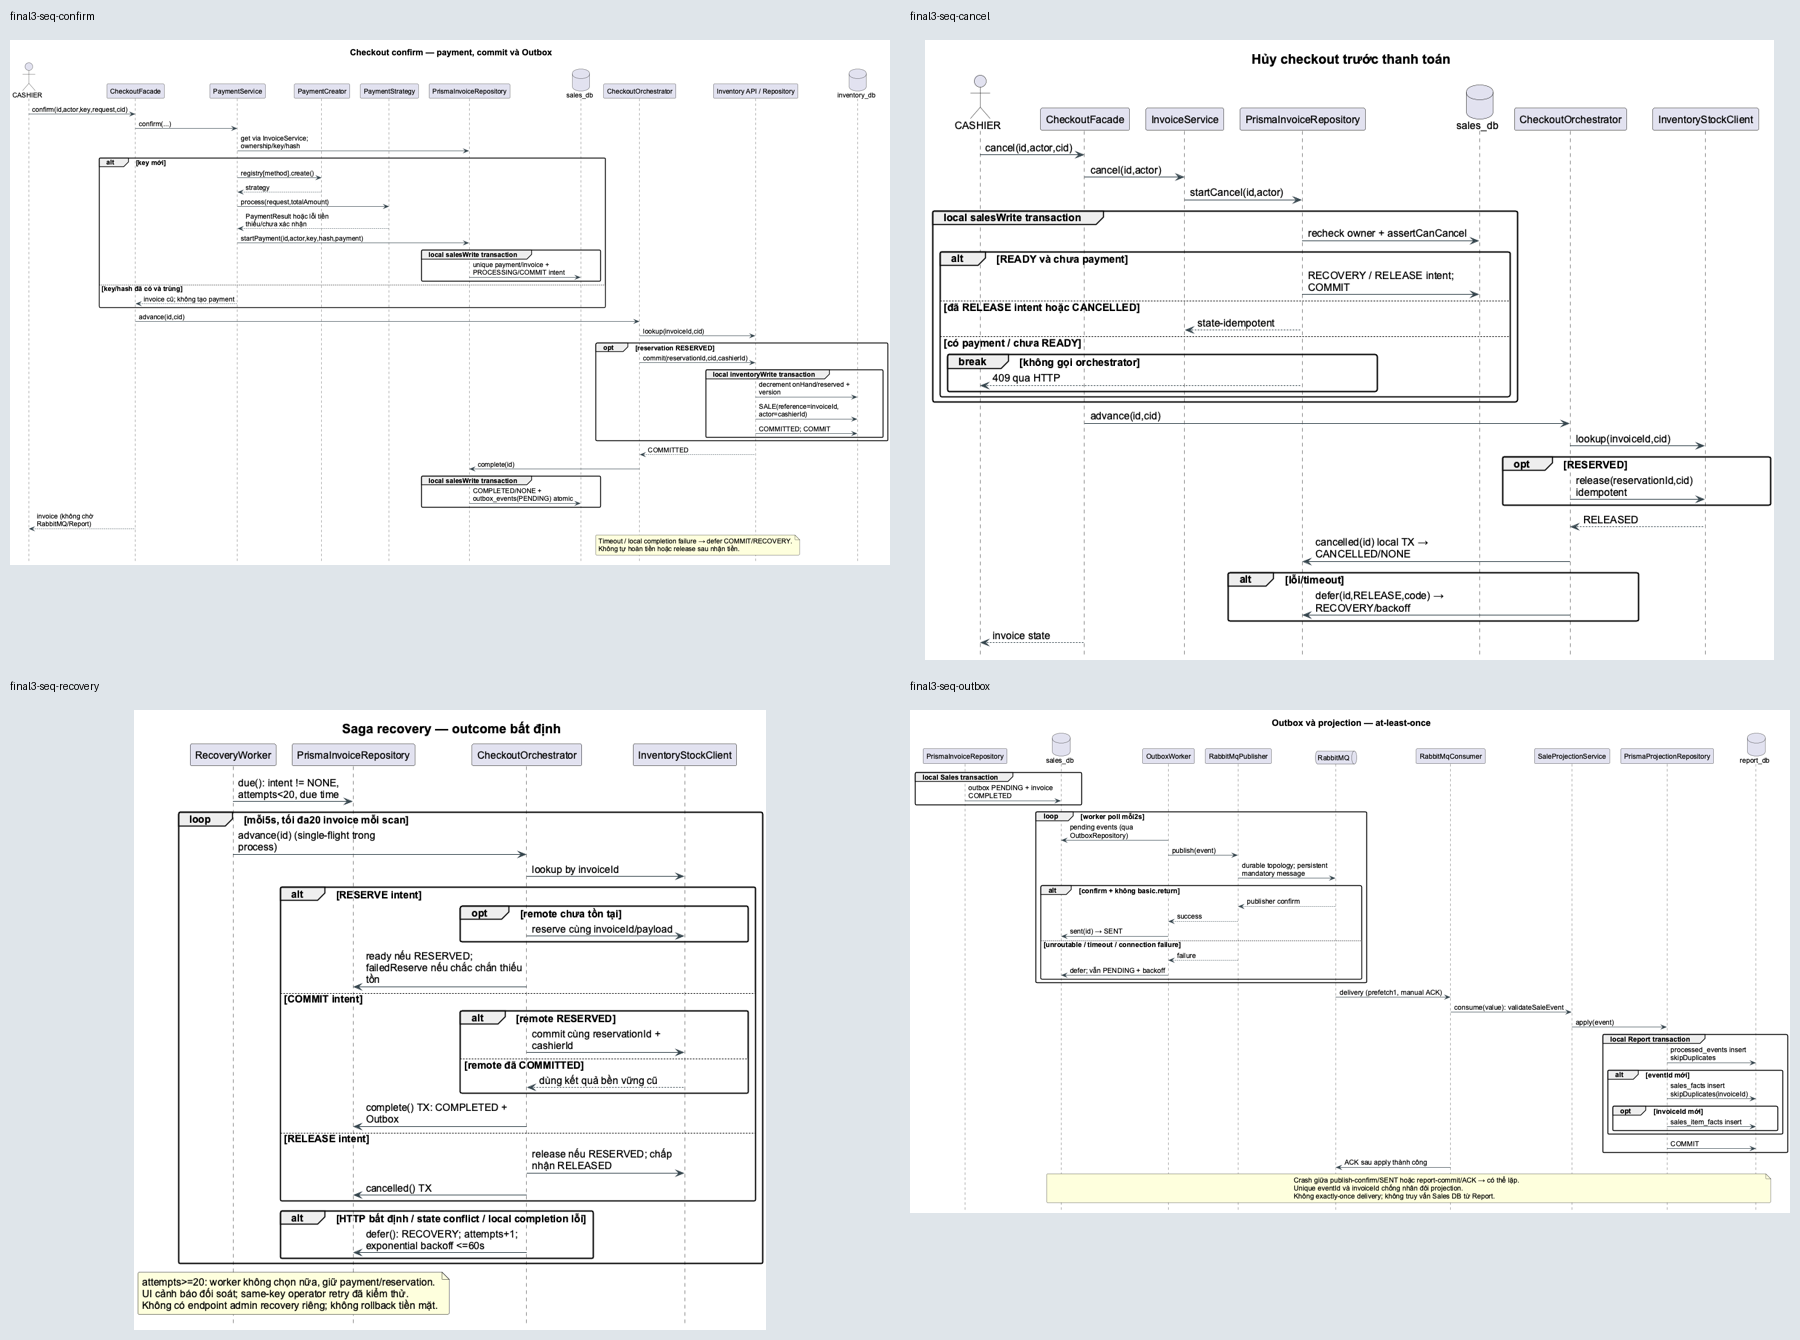 final3-seq-confirm
Checkout confirm — payment, commit và Outbox
CASHIER
CheckoutFacade
PaymentService
PaymentCreator
PaymentStrategy
PrismaInvoiceRepository
sales_db
CheckoutOrchestrator
Inventory API / Repository
inventory_db
confirm(id,actor,key,request,cid)
confirm(...)
get via InvoiceService;
ownership/key/hash
alt
[key mới]
registry[method].create()
strategy
process(request,totalAmount)
PaymentResult hoặc lỗi tiền
thiếu/chưa xác nhận
startPayment(id,actor,key,hash,payment)
local salesWrite transaction
unique payment/invoice +
PROCESSING/COMMIT intent
[key/hash đã có và trùng]
invoice cũ; không tạo payment
advance(id,cid)
lookup(invoiceId,cid)
opt
[reservation RESERVED]
commit(reservationId,cid,cashierId)
local inventoryWrite transaction
decrement onHand/reserved +
version
SALE(reference=invoiceId,
actor=cashierId)
COMMITTED; COMMIT
COMMITTED
complete(id)
local salesWrite transaction
COMPLETED/NONE +
outbox_events(PENDING) atomic
invoice (không chờ
RabbitMQ/Report)
Timeout / local completion failure → defer COMMIT/RECOVERY.
Không tự hoàn tiền hoặc release sau nhận tiền.
final3-seq-cancel
Hủy checkout trước thanh toán
CASHIER
CheckoutFacade
InvoiceService
PrismaInvoiceRepository
sales_db
CheckoutOrchestrator
InventoryStockClient
cancel(id,actor,cid)
cancel(id,actor)
startCancel(id,actor)
local salesWrite transaction
recheck owner + assertCanCancel
alt
[READY và chưa payment]
RECOVERY / RELEASE intent;
COMMIT
[đã RELEASE intent hoặc CANCELLED]
state-idempotent
[có payment / chưa READY]
break
[không gọi orchestrator]
409 qua HTTP
advance(id,cid)
lookup(invoiceId,cid)
opt
[RESERVED]
release(reservationId,cid)
idempotent
RELEASED
cancelled(id) local TX →
CANCELLED/NONE
alt
[lỗi/timeout]
defer(id,RELEASE,code) →
RECOVERY/backoff
invoice state
final3-seq-recovery
Saga recovery — outcome bất định
RecoveryWorker
PrismaInvoiceRepository
CheckoutOrchestrator
InventoryStockClient
due(): intent != NONE,
attempts<20, due time
loop
[mỗi5s, tối đa20 invoice mỗi scan]
advance(id) (single-flight trong
process)
lookup by invoiceId
alt
[RESERVE intent]
opt
[remote chưa tồn tại]
reserve cùng invoiceId/payload
ready nếu RESERVED;
failedReserve nếu chắc chắn thiếu
tồn
[COMMIT intent]
alt
[remote RESERVED]
commit cùng reservationId +
cashierId
[remote đã COMMITTED]
dùng kết quả bền vững cũ
complete() TX: COMPLETED +
Outbox
[RELEASE intent]
release nếu RESERVED; chấp
nhận RELEASED
cancelled() TX
alt
[HTTP bất định / state conflict / local completion lỗi]
defer(): RECOVERY; attempts+1;
exponential backoff <=60s
attempts>=20: worker không chọn nữa, giữ payment/reservation.
UI cảnh báo đối soát; same-key operator retry đã kiểm thử.
Không có endpoint admin recovery riêng; không rollback tiền mặt.
final3-seq-outbox
Outbox và projection — at-least-once
PrismaInvoiceRepository
sales_db
OutboxWorker
RabbitMqPublisher
RabbitMQ
RabbitMqConsumer
SaleProjectionService
PrismaProjectionRepository
report_db
local Sales transaction
outbox PENDING + invoice
COMPLETED
loop
[worker poll mỗi2s]
pending events (qua
OutboxRepository)
publish(event)
durable topology; persistent
mandatory message
alt
[confirm + không basic.return]
publisher confirm
success
sent(id) → SENT
[unroutable / timeout / connection failure]
failure
defer; vẫn PENDING + backoff
delivery (prefetch1, manual ACK)
consume(value): validateSaleEvent
apply(event)
local Report transaction
processed_events insert
skipDuplicates
alt
[eventId mới]
sales_facts insert
skipDuplicates(invoiceId)
opt
[invoiceId mới]
sales_item_facts insert
COMMIT
ACK sau apply thành công
Crash giữa publish-confirm/SENT hoặc report-commit/ACK → có thể lặp.
Unique eventId và invoiceId chống nhân đôi projection.
Không exactly-once delivery; không truy vấn Sales DB từ Report.